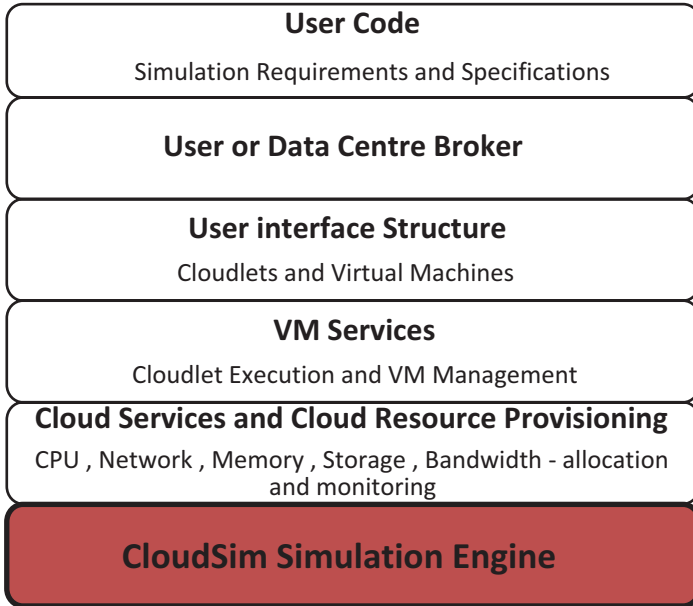 User Code
Simulation Requirements and Specifications
User or Data Centre Broker
User interface Structure
Cloudlets and Virtual Machines
VM Services
Cloudlet Execution and VM Management
Cloud Services and Cloud Resource Provisioning
CPU , Network , Memory , Storage , Bandwidth - allocation
and monitoring
CloudSim Simulation Engine